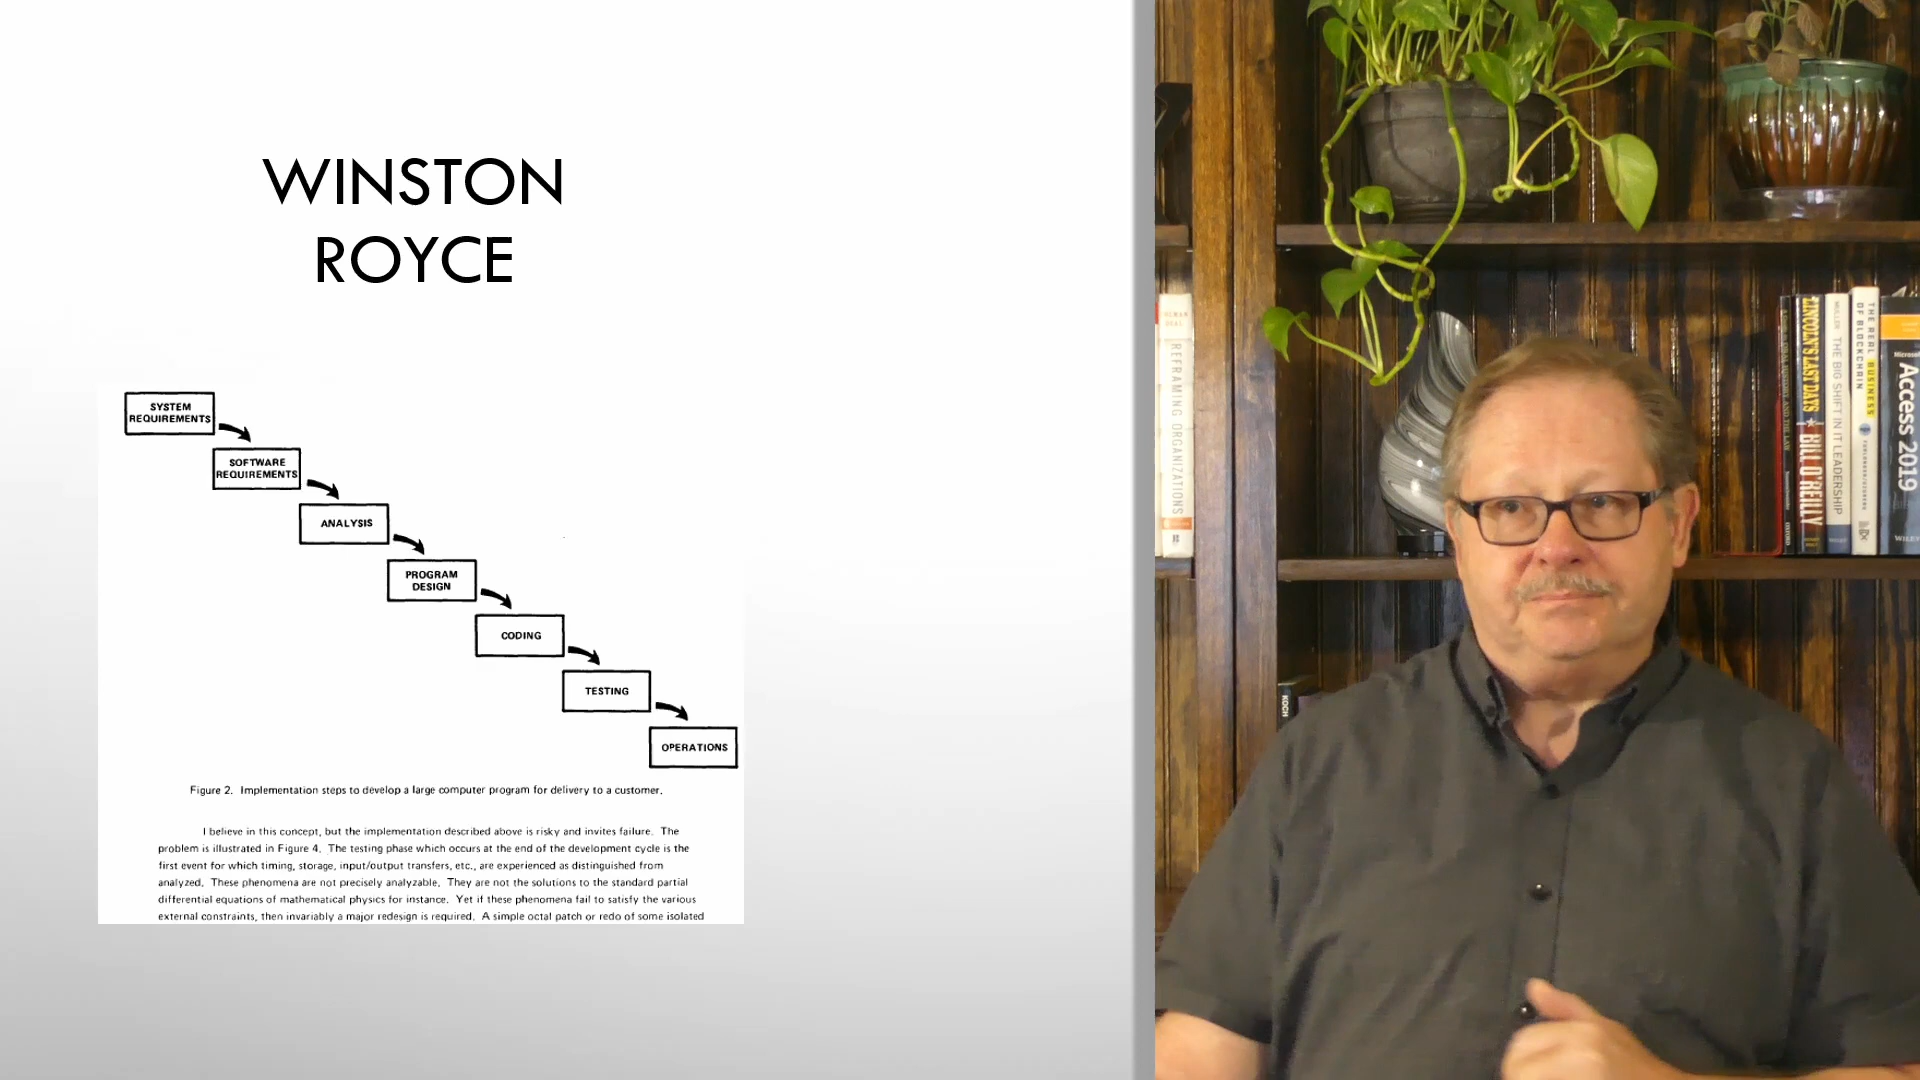 WINSTON
ROYCE
SYSTEM
REQUIREMENTS
SOFTWARE
REQUIREMENTS
ANALYSIS
PROGRAM
DESIGN
CODING
TESTING
OPERATIONS
Figure 2. Implementation steps to develop a large computer program for delivery to a customer.
I believe in this concept, but the implementation described above is risky and invites failure. The
problem is illustrated in Figure 4. The testing phase which occurs at the end of the development cycle is the
first event for which timing, storage, input/output transfers, etc., are experienced as distinguished from
analyzed. These phenomena are not precisely analyzable. They are not the solutions to the standard partial
differential equations of mathematical physics for instance. Yet if these phenomena fail to satisfy the various
external constraints, then invariably a major redesign is required. A simple octal patch or redo of some isolated
REFRAMING ORGANIZATIONS
KOCH
LINCOLN'S LAST DAYS
BILL O'REILLY
MULLER THE BIG SHIFT IN IT LEADERSHIP
WILEY
THE REAL BUSINESS
OF BLOCKCHAIN
Microsoft
Access 2019
WILEY